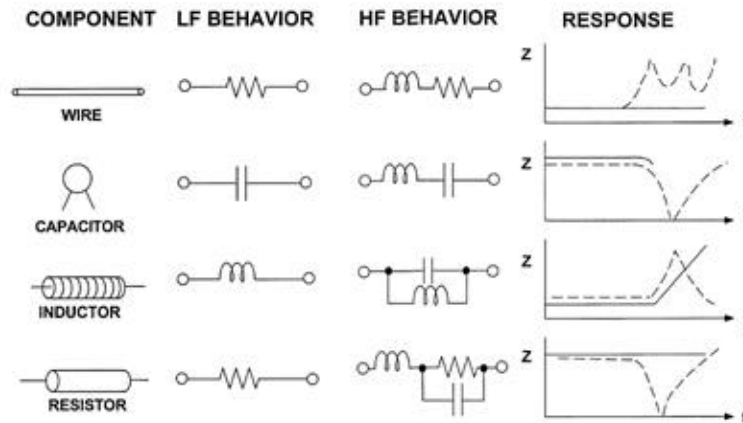 COMPONENT LF BEHAVIOR HF BEHAVIOR RESPONSE
Z
WIRE
Z
CAPACITOR
Z
INDUCTOR
Z
RESISTOR